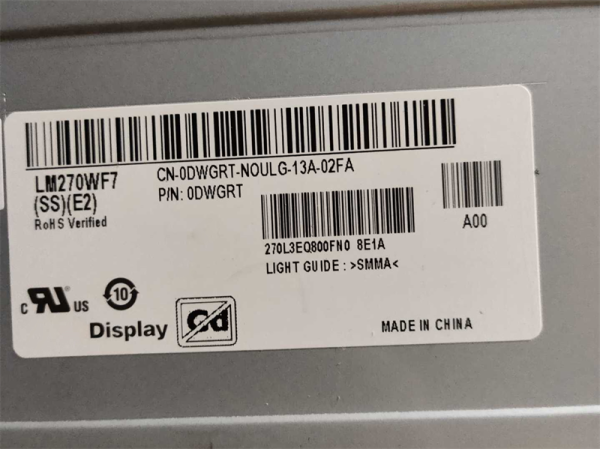 CN-0DWGRT-NOULG-13A-02FA
P/N: 0DWGRT
LM270WF7
(SS)(E2)
RoHS Verified
A00
270L3EQ800FN0 8E1A
LIGHT GUIDE : >SMMA<
c RU us
10
Display
Cd
MADE IN CHINA